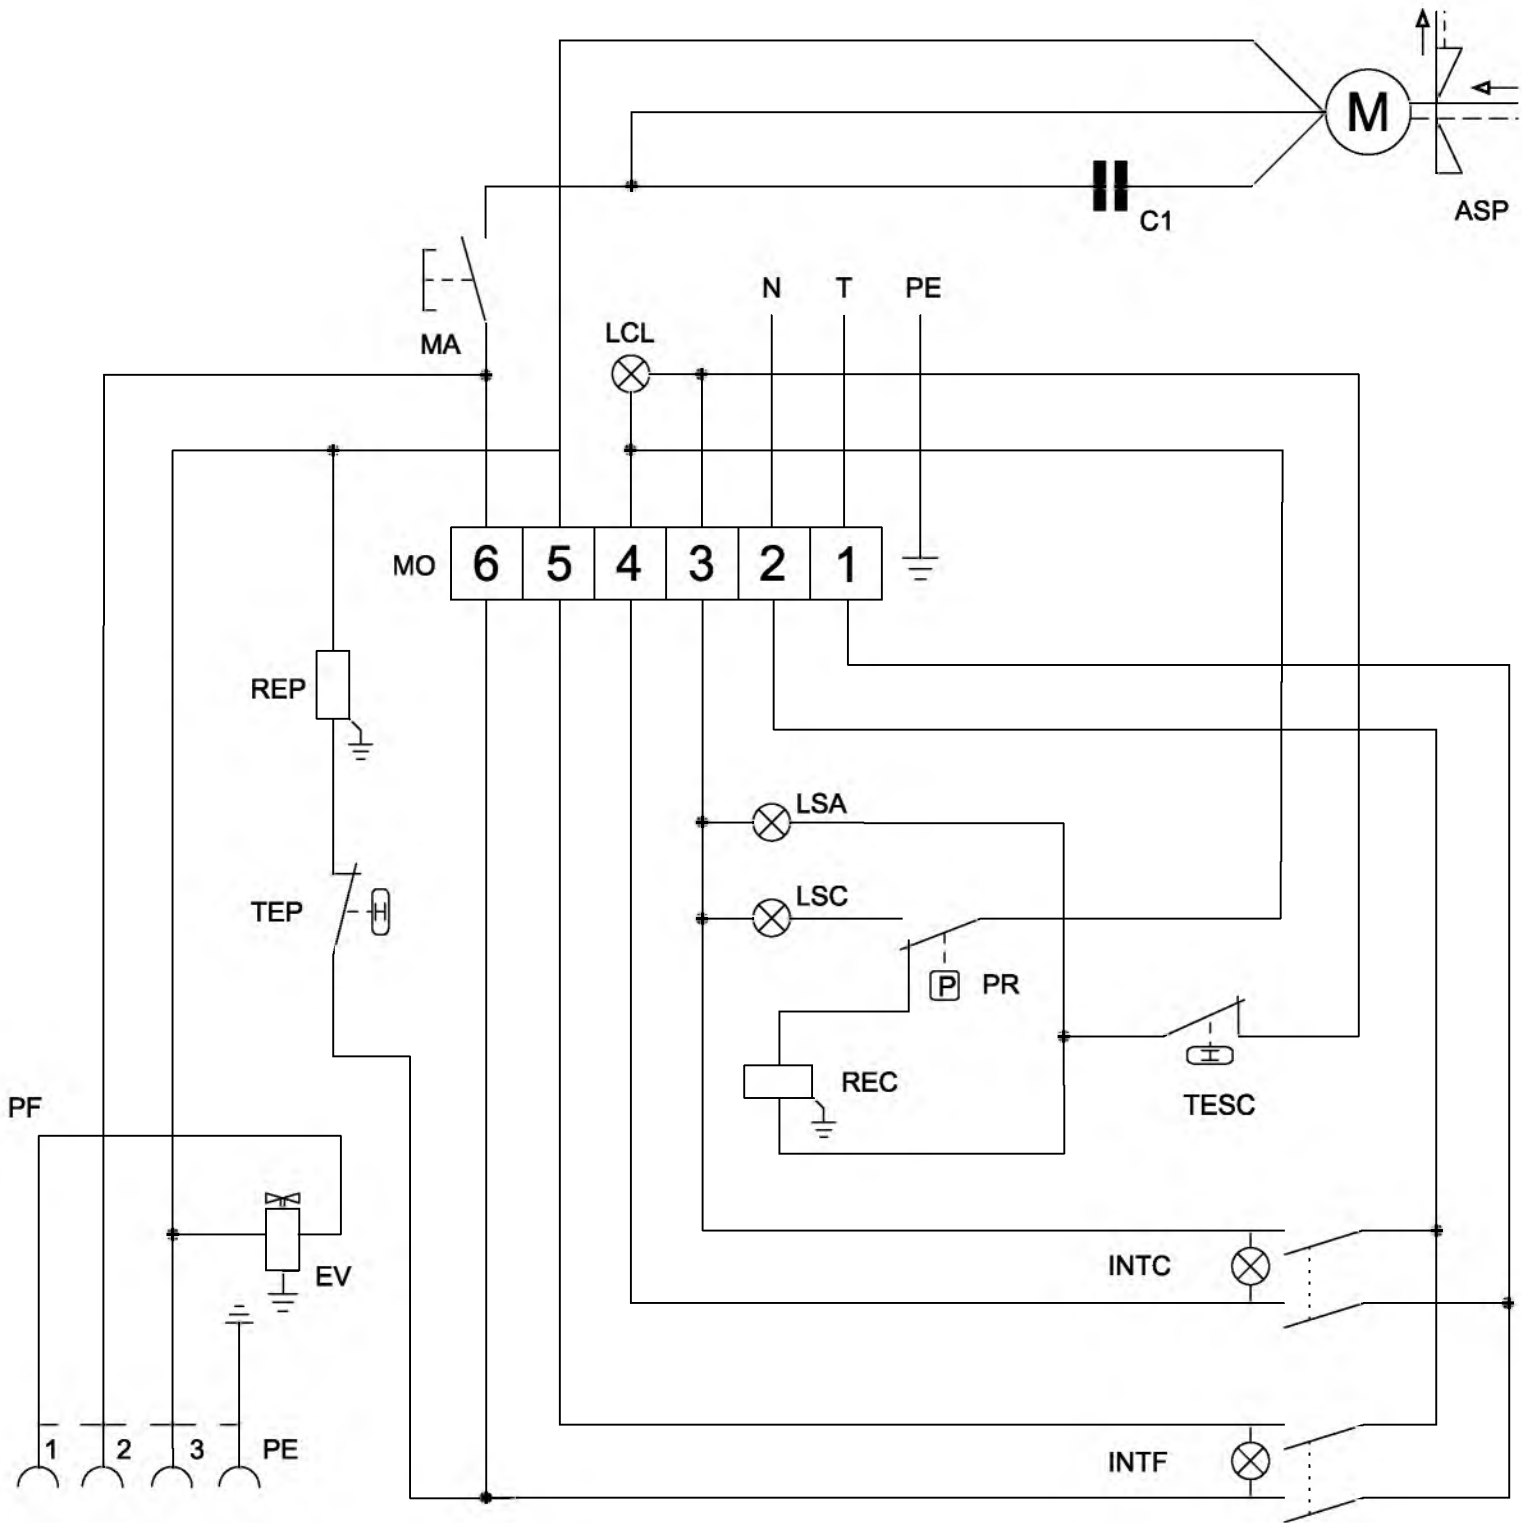 M
ASP
C1
N T PE
LCL
MA
MO 6 5 4 3 2 1
REP
LSA
LSC
TEP
P PR
REC
TESC
PF
INTC
EV
1 2 3 PE
INTF